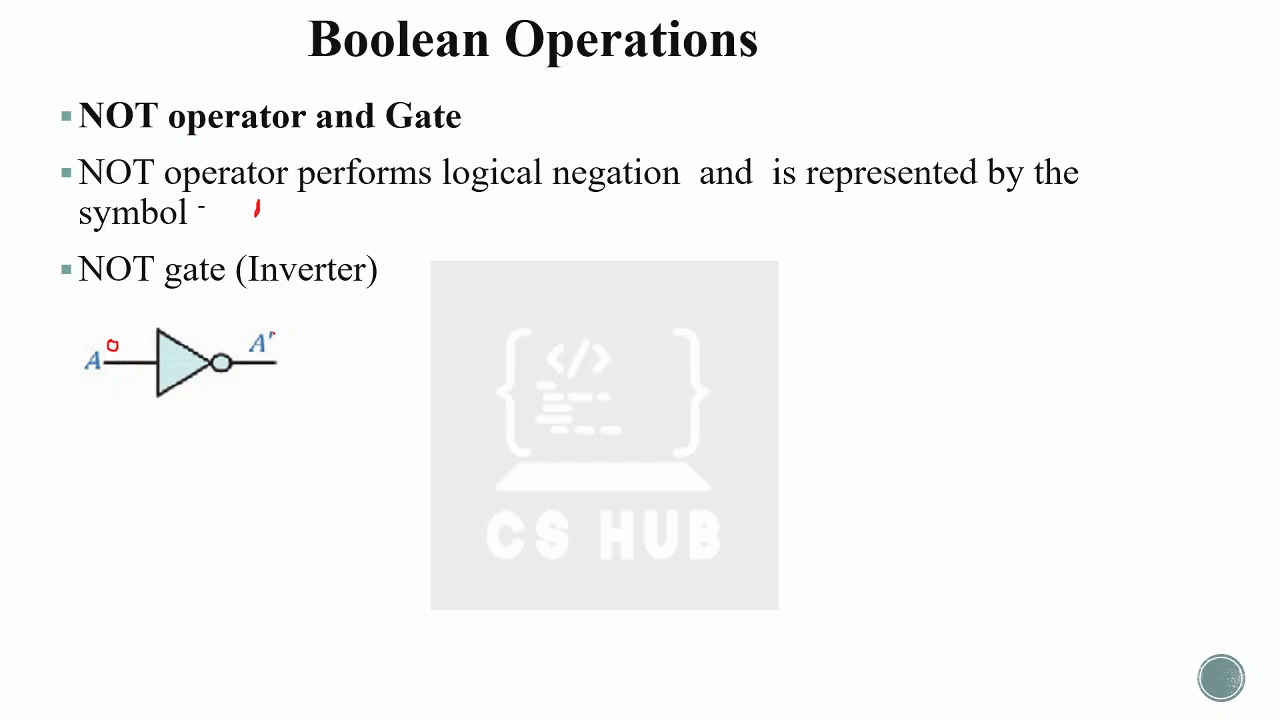 Boolean Operations
NOT operator and Gate
NOT operator performs logical negation and is represented by the
symbol - '
NOT gate (Inverter)
0
A A'
</> 
CS HUB